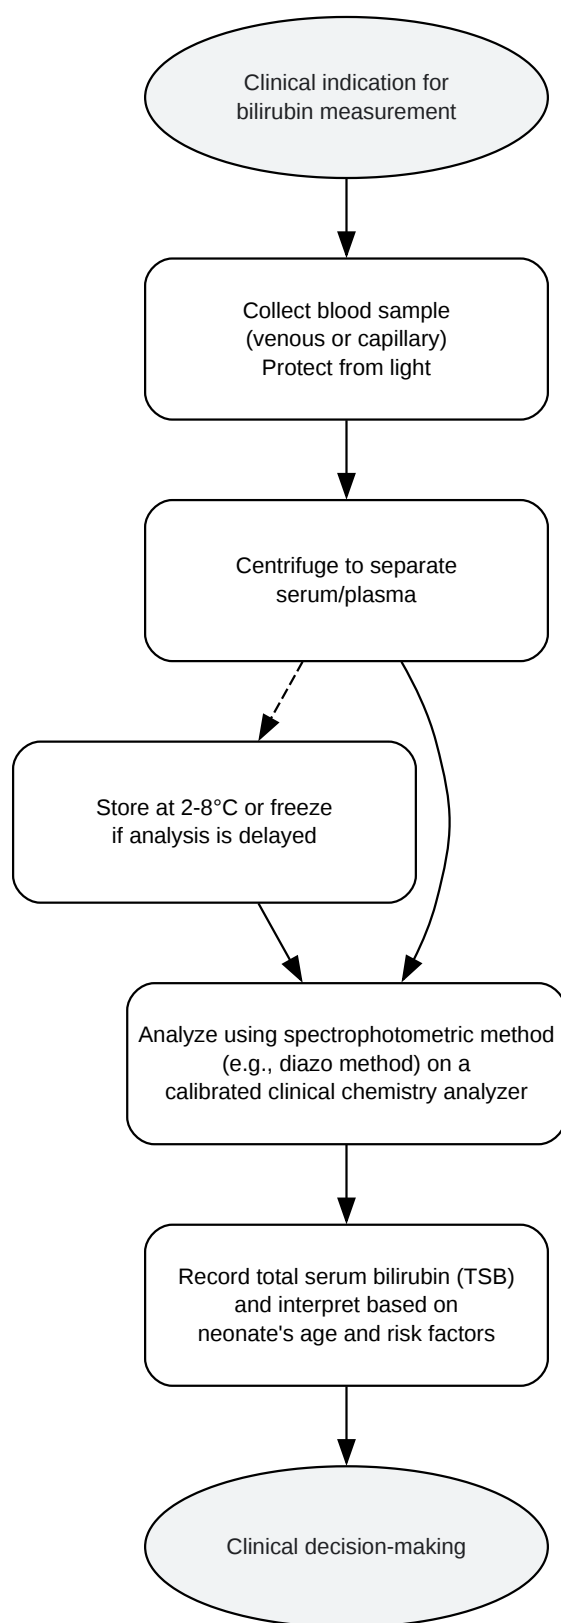 Clinical indication for
bilirubin measurement
Collect blood sample
(venous or capillary)
Protect from light
Centrifuge to separate
serum/plasma
Store at 2-8°C or freeze
if analysis is delayed
Analyze using spectrophotometric method
(e.g., diazo method) on a
calibrated clinical chemistry analyzer
Record total serum bilirubin (TSB)
and interpret based on
neonate's age and risk factors
Clinical decision-making